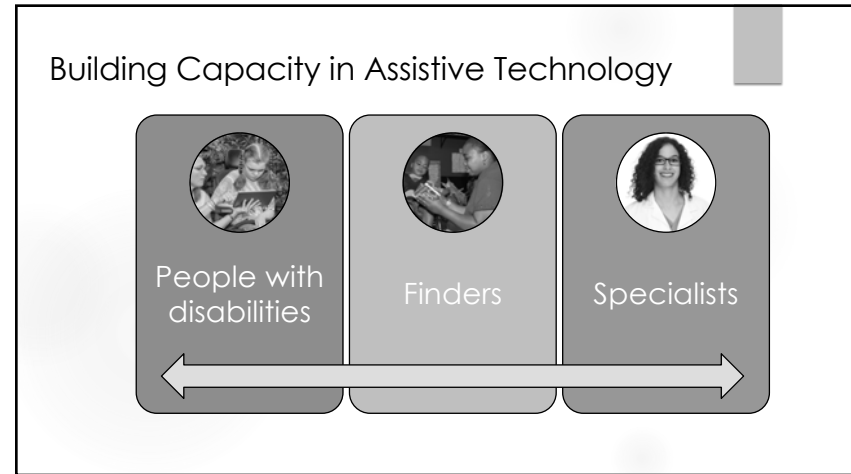 Building Capacity in Assistive Technology
People with
disabilities
Finders
Specialists